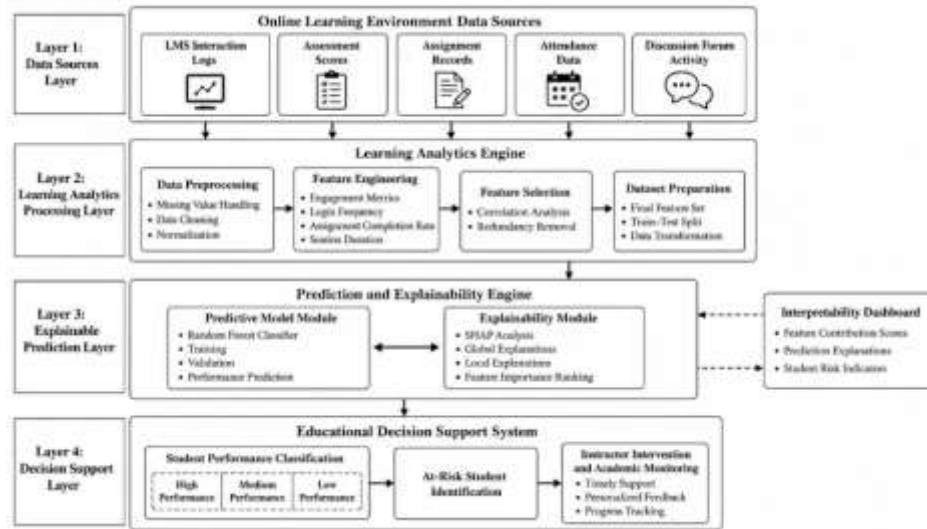 Online Learning Environment Data Sources
Layer 1:
Data Sources
Layer
LMS Interaction
Logs
Assessment
Scores
Assignment
Records
Attendance
Data
Discussion Forum
Activity
Layer 2:
Learning Analytics
Processing Layer
Learning Analytics Engine
Data Preprocessing
• Missing Value Handling
• Data Cleaning
• Normalization
Feature Engineering
• Engagement Metrics
• Login Frequency
• Assignment Completion Rate
• Session Duration
Feature Selection
• Correlation Analysis
• Redundancy Removal
Dataset Preparation
• Final Feature Set
• Train-Test Split
• Data Transformation
Layer 3:
Explainable
Prediction Layer
Prediction and Explainability Engine
Predictive Model Module
• Random Forest Classifier
• Training
• Validation
• Performance Prediction
Explainability Module
• SHAP Analysis
• Global Explanations
• Local Explanations
• Feature Importance Ranking
Interpretability Dashboard
• Feature Contribution Scores
• Prediction Explanations
• Student Risk Indicators
Layer 4:
Decision Support
Layer
Educational Decision Support System
Student Performance Classification
High
Performance
Medium
Performance
Low
Performance
At-Risk Student
Identification
Instructor Intervention
and Academic Monitoring
• Timely Support
• Personalized Feedback
• Progress Tracking